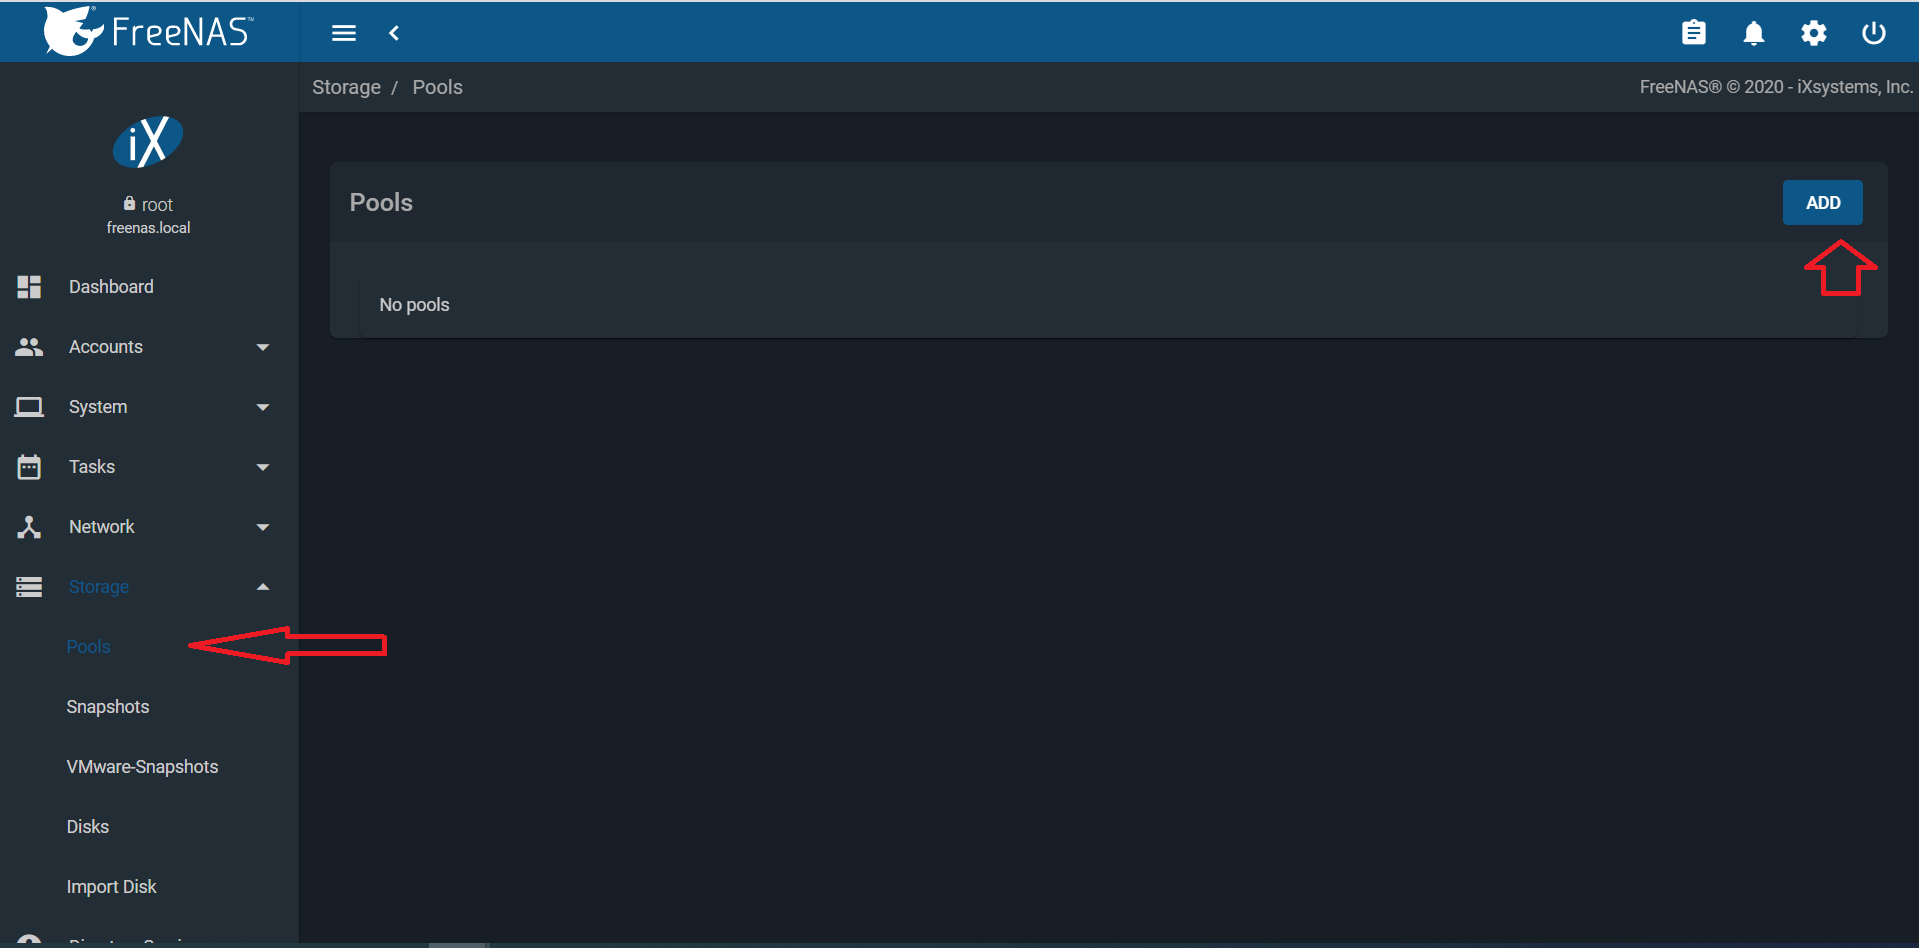 FreeNAS™
Storage / Pools
FreeNAS® © 2020 - iXsystems, Inc.
iX
root
freenas.local
Dashboard
Accounts
System
Tasks
Network
Storage
Pools
Snapshots
VMware-Snapshots
Disks
Import Disk
Pools
ADD
No pools